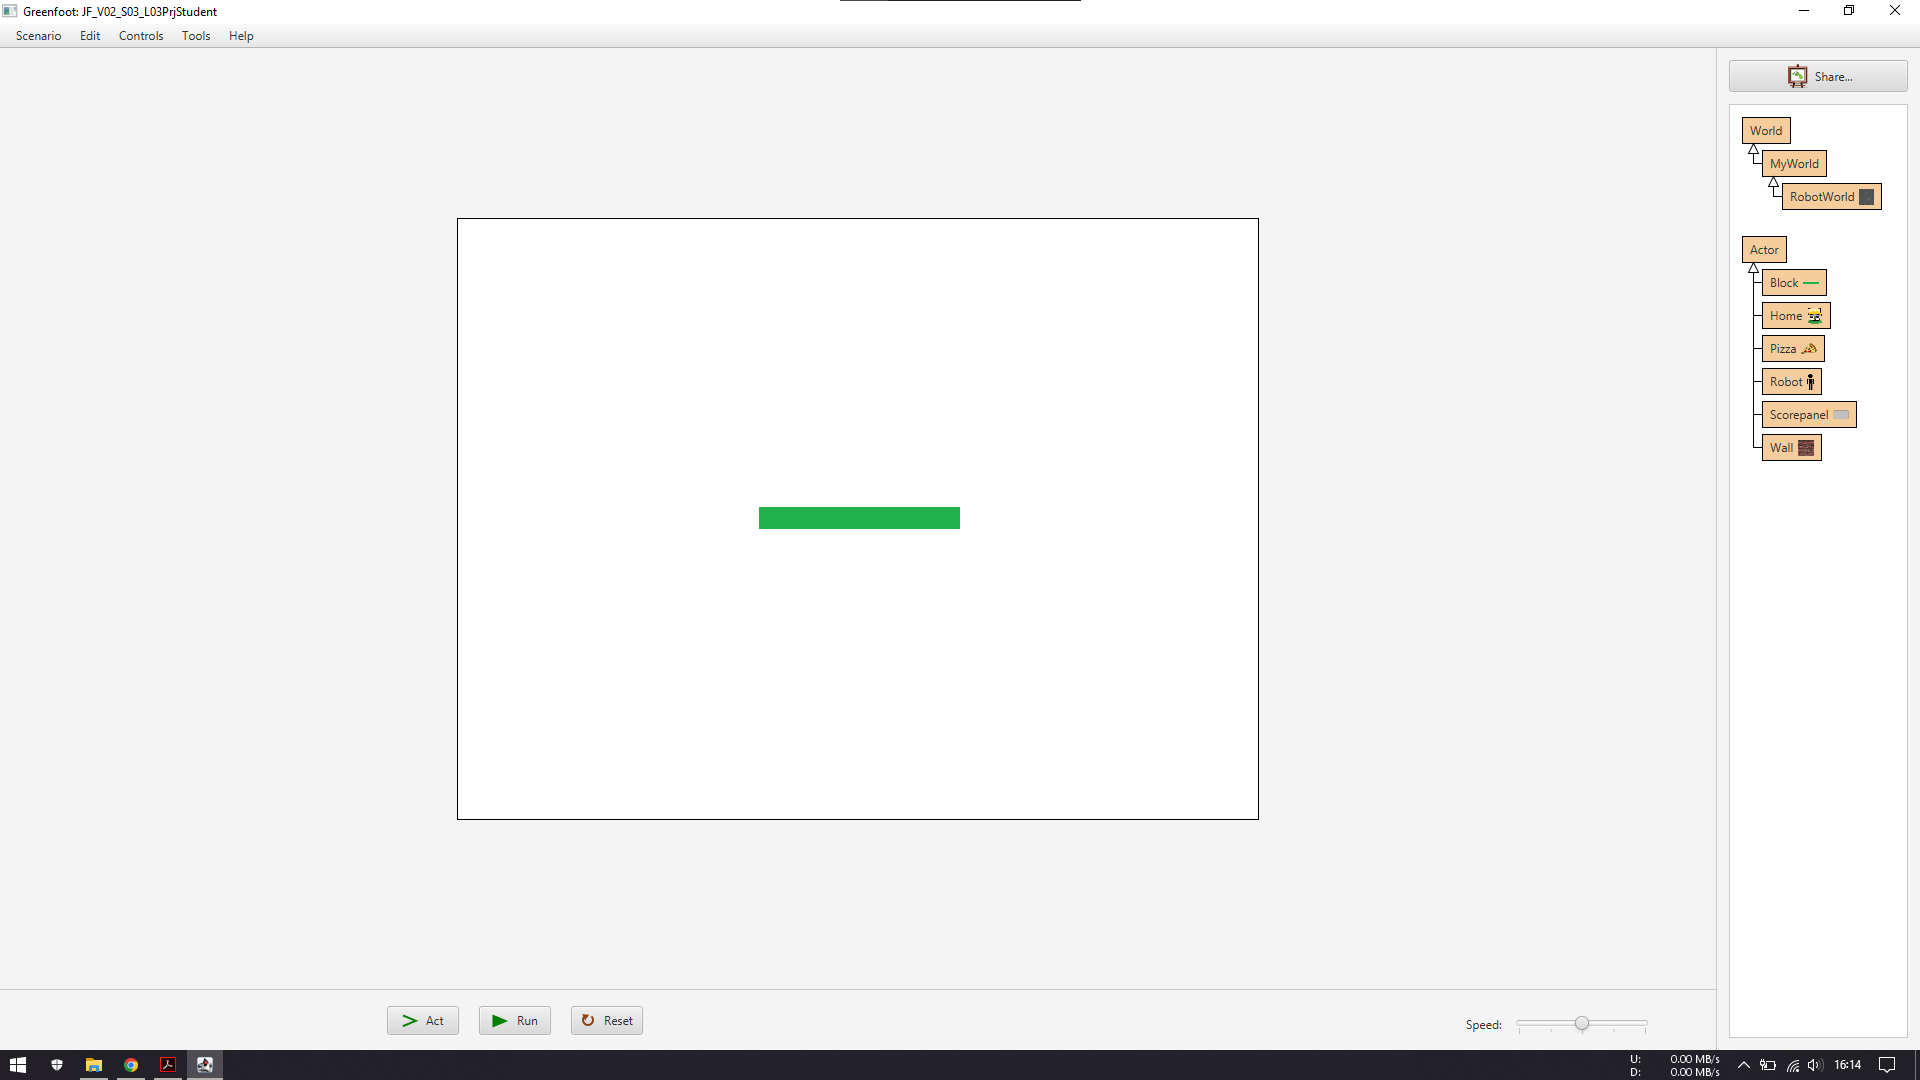 Greenfoot: JF_V02_S03_L03PrjStudent
Scenario Edit Controls Tools Help
Share...
World
MyWorld
RobotWorld
Actor
Block
Home
Pizza
Robot
Scorepanel
Wall
Act Run Reset
Speed:
U: 0.00 MB/s
D: 0.00 MB/s
16:14